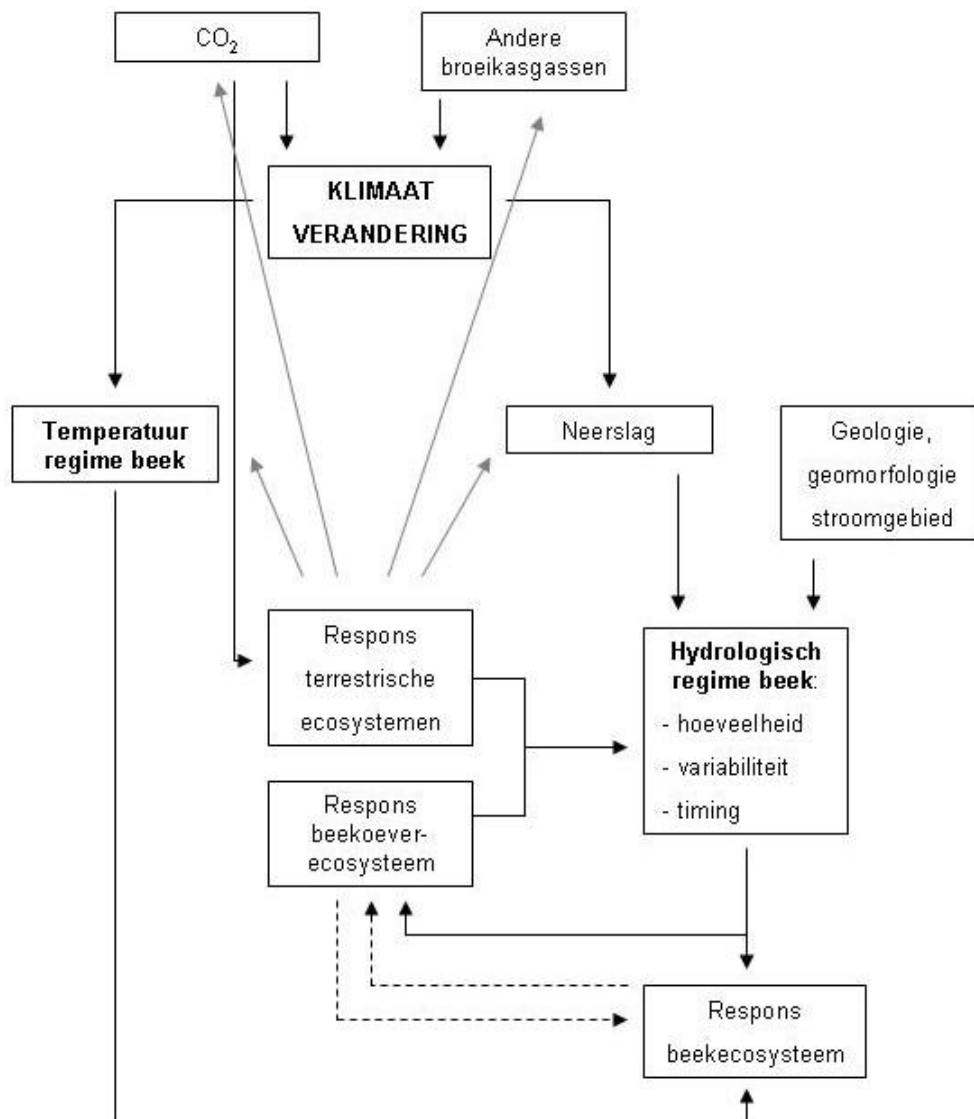 CO₂
Andere
broeikasgassen
KLIMAAT
VERANDERING
Temperatuur
regime beek
Neerslag
Geologie,
geomorfologie
stroomgebied
Respons
terrestrische
ecosystemen
Hydrologisch
regime beek:
- hoeveelheid
- variabiliteit
- timing
Respons
beekoever-
ecosysteem
Respons
beekecosysteem